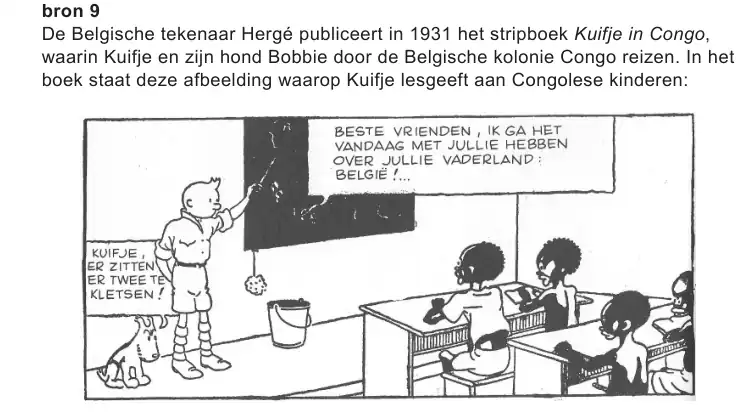 bron 9
De Belgische tekenaar Hergé publiceert in 1931 het stripboek Kuifje in Congo,
waarin Kuifje en zijn hond Bobbie door de Belgische kolonie Congo reizen. In het
boek staat deze afbeelding waarop Kuifje lesgeeft aan Congolese kinderen:
BESTE VRIENDEN, IK GA HET
VANDAAG MET JULLIE HEBBEN
OVER JULLIE VADERLAND:
BELGIË!...
KUIFJE,
ER ZITTEN
ER TWEE TE
KLETSEN!